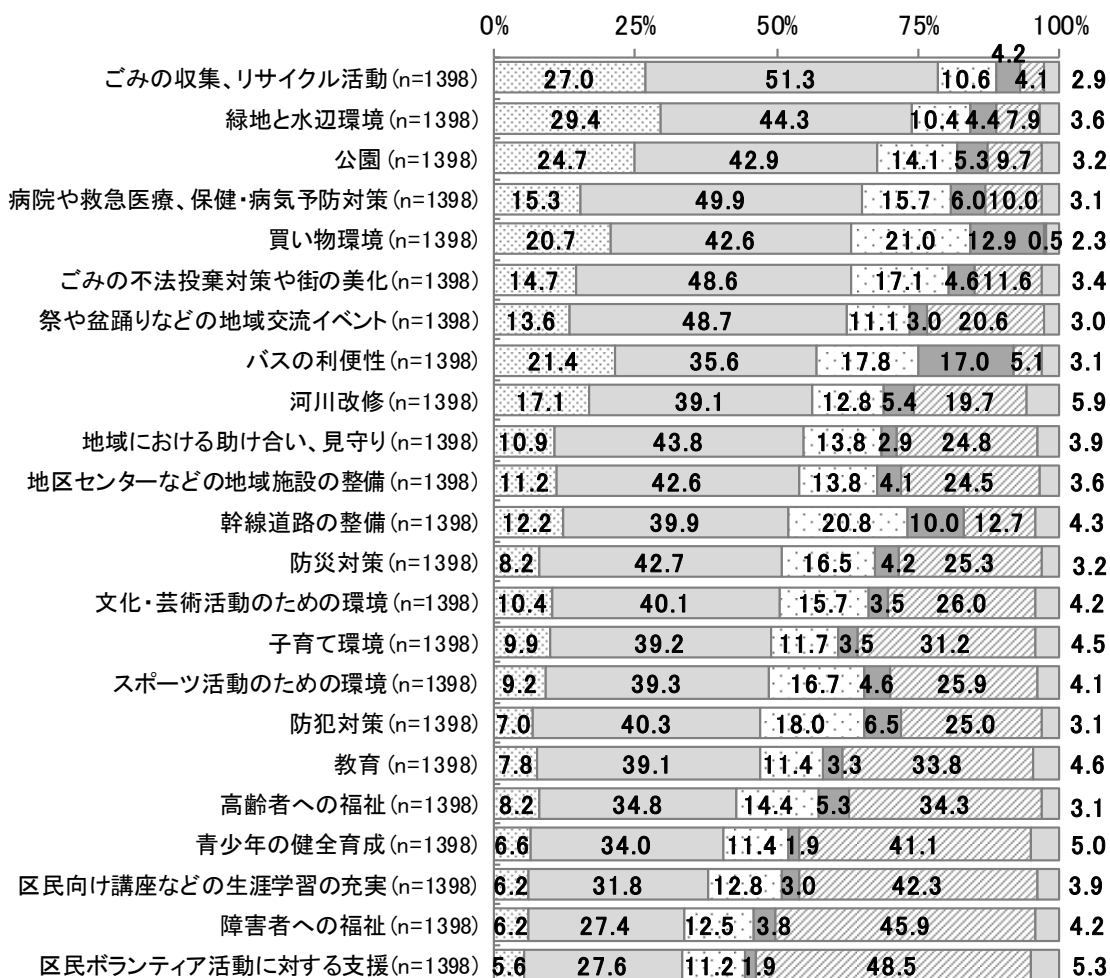 0% 25% 50% 75% 100%
4.2
ごみの収集、リサイクル活動(n=1398) 27.0 51.3 10.6 4.1 2.9
緑地と水辺環境(n=1398) 29.4 44.3 10.4 4.4 7.9 3.6
公園(n=1398) 24.7 42.9 14.1 5.3 9.7 3.2
病院や救急医療、保健・病気予防対策(n=1398) 15.3 49.9 15.7 6.0 10.0 3.1
買い物環境(n=1398) 20.7 42.6 21.0 12.9 0.5 2.3
ごみの不法投棄対策や街の美化(n=1398) 14.7 48.6 17.1 4.6 11.6 3.4
祭や盆踊りなどの地域交流イベント(n=1398) 13.6 48.7 11.1 3.0 20.6 3.0
バスの利便性(n=1398) 21.4 35.6 17.8 17.0 5.1 3.1
河川改修(n=1398) 17.1 39.1 12.8 5.4 19.7 5.9
地域における助け合い、見守り(n=1398) 10.9 43.8 13.8 2.9 24.8 3.9
地区センターなどの地域施設の整備(n=1398) 11.2 42.6 13.8 4.1 24.5 3.6
幹線道路の整備(n=1398) 12.2 39.9 20.8 10.0 12.7 4.3
防災対策(n=1398) 8.2 42.7 16.5 4.2 25.3 3.2
文化・芸術活動のための環境(n=1398) 10.4 40.1 15.7 3.5 26.0 4.2
子育て環境(n=1398) 9.9 39.2 11.7 3.5 31.2 4.5
スポーツ活動のための環境(n=1398) 9.2 39.3 16.7 4.6 25.9 4.1
防犯対策(n=1398) 7.0 40.3 18.0 6.5 25.0 3.1
教育(n=1398) 7.8 39.1 11.4 3.3 33.8 4.6
高齢者への福祉(n=1398) 8.2 34.8 14.4 5.3 34.3 3.1
青少年の健全育成(n=1398) 6.6 34.0 11.4 1.9 41.1 5.0
区民向け講座などの生涯学習の充実(n=1398) 6.2 31.8 12.8 3.0 42.3 3.9
障害者への福祉(n=1398) 6.2 27.4 12.5 3.8 45.9 4.2
区民ボランティア活動に対する支援(n=1398) 5.6 27.6 11.2 1.9 48.5 5.3